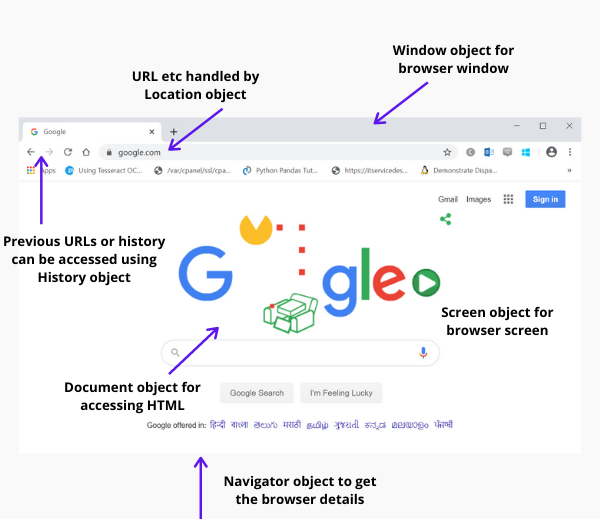 Window object for
browser window
URL etc handled by
Location object
Google
google.com
Apps
Using Tesseract OC...
/var/cpanel/ssl/cpa...
Python Pandas Tut...
https://itservicedes...
Demonstrate Dispa...
»
Gmail Images Sign in
G gle
Previous URLs or history
can be accessed using
History object
Screen object for
browser screen
Document object for
accessing HTML
Google Search I'm Feeling Lucky
Google offered in: हिन्दी বাংলা తెలుగు मराठी தமிழ் ગુજરાતી ಕನ್ನಡ മലയാളം ਪੰਜਾਬੀ
Navigator object to get
the browser details